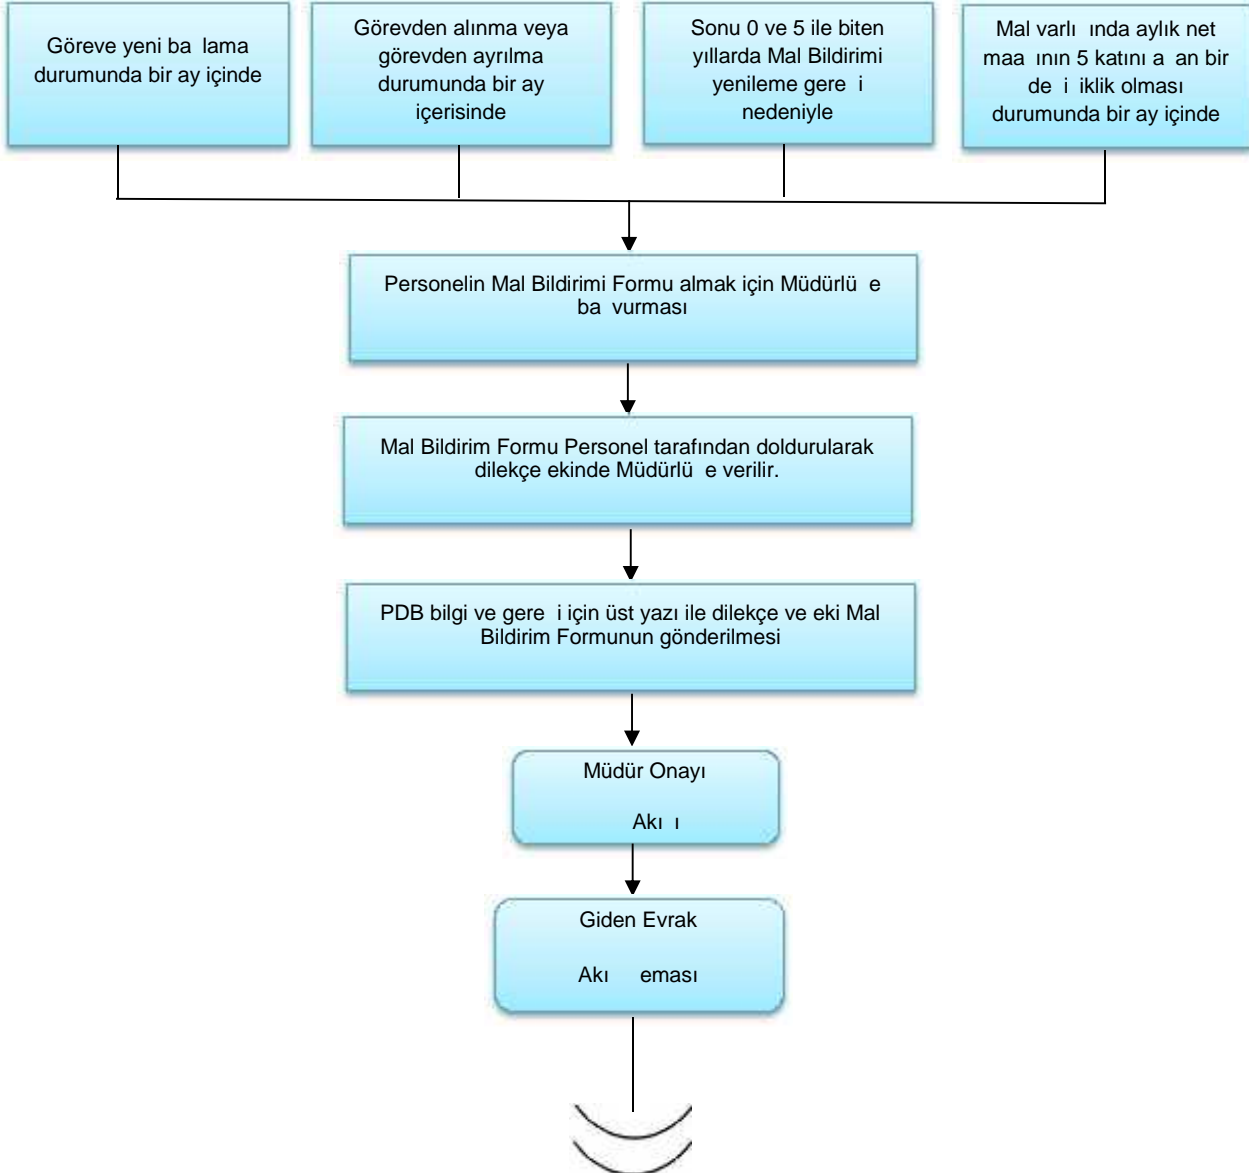 Göreve yeni ba lama
durumunda bir ay içinde
Görevden alınma veya
görevden ayrılma
durumunda bir ay
içerisinde
Sonu 0 ve 5 ile biten
yıllarda Mal Bildirimi
yenileme gere i
nedeniyle
Mal varlı ında aylık net
maa ının 5 katını a an bir
de i iklik olması
durumunda bir ay içinde
Personelin Mal Bildirimi Formu almak için Müdürlü e
ba vurması
Mal Bildirim Formu Personel tarafından doldurularak
dilekçe ekinde Müdürlü e verilir.
PDB bilgi ve gere i için üst yazı ile dilekçe ve eki Mal
Bildirim Formunun gönderilmesi
Müdür Onayı
Akı ı
Giden Evrak
Akı eması